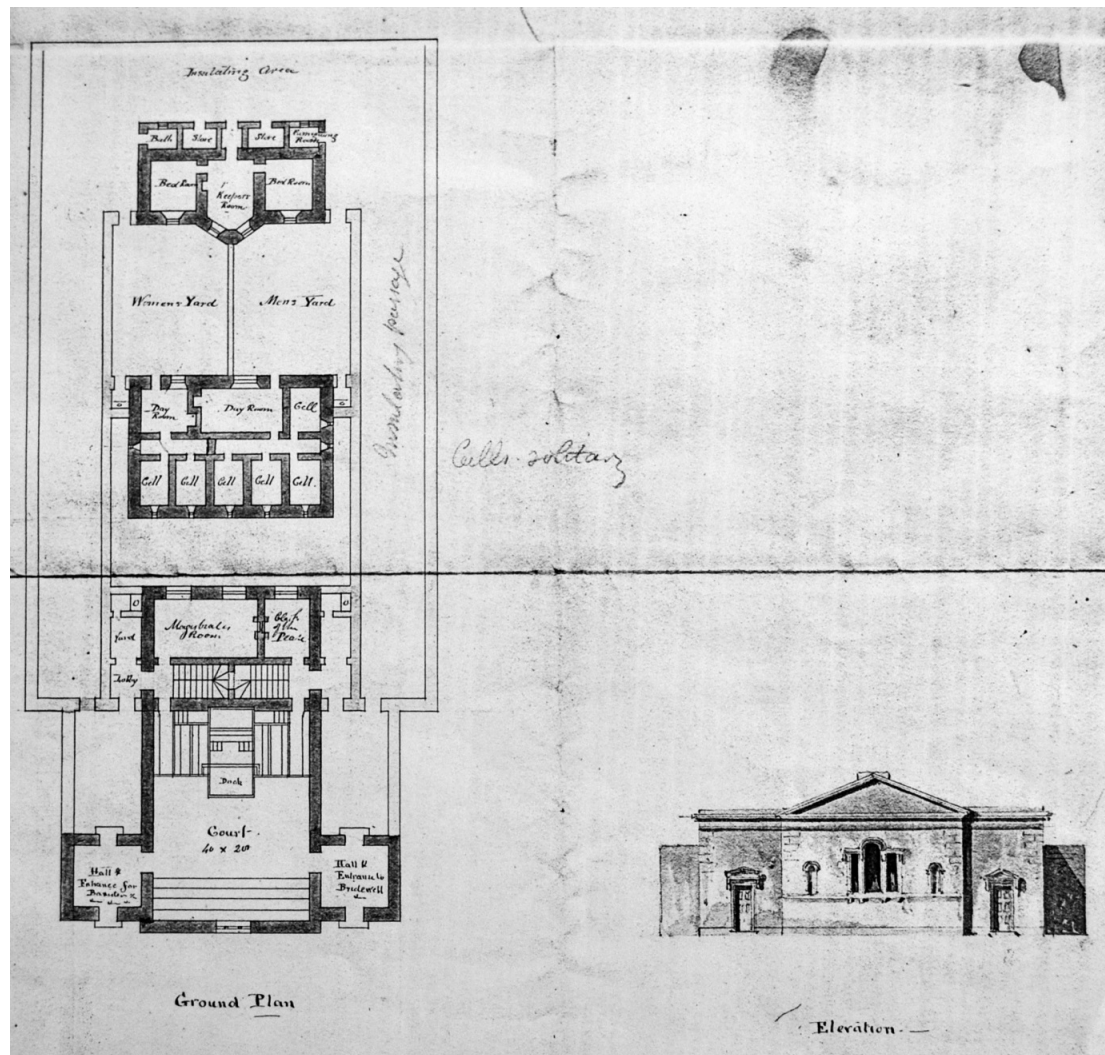 Insulating Area
Bath
Store
Store
Room
Bed Room
Keepers
Room
Bed Room
Womens Yard
Mens Yard
Insulating passage
Day
Room
Day Room
Cell
Cells solitary
Cell
Cell
Cell
Cell
Cell.
Magistrates
Room
Peace
Yard
Lobby
Dock
Court
40 x 20
Hall &
Entrance for
Hall &
Entrance to
Bridewell
Ground Plan
Elevation